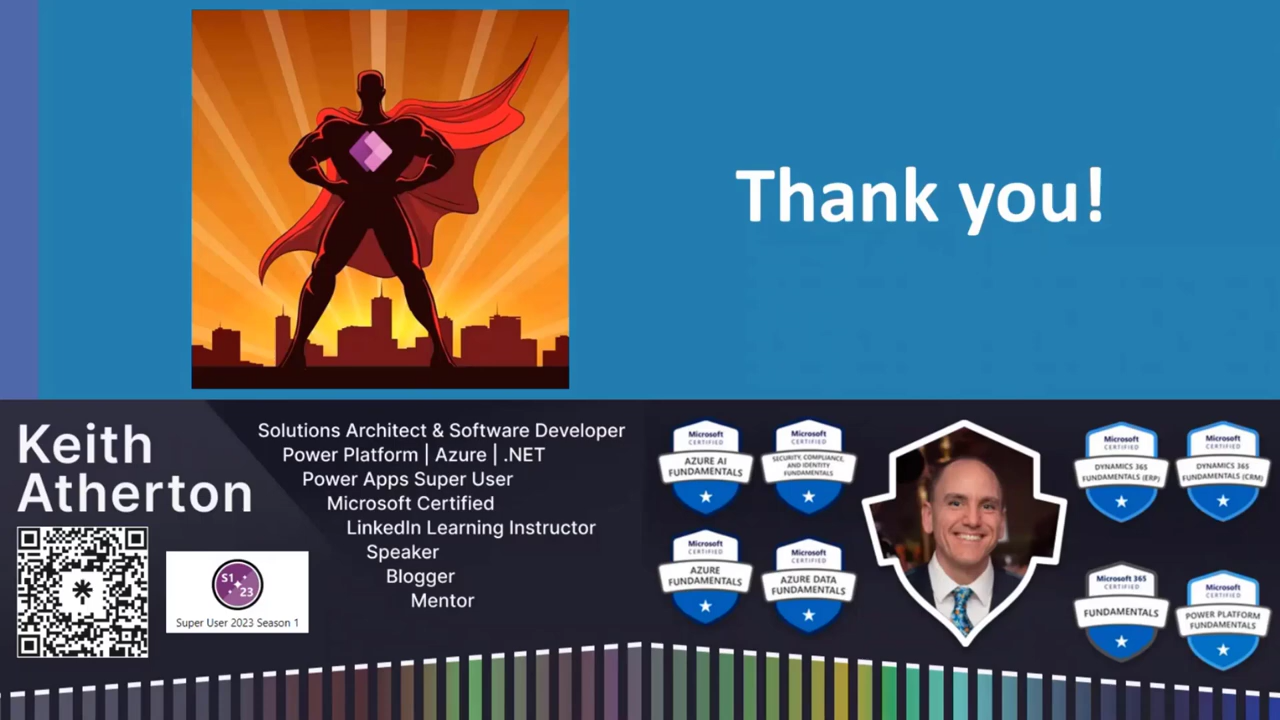 Thank you!
Keith
Atherton
Solutions Architect & Software Developer
Power Platform | Azure | .NET
Power Apps Super User
Microsoft Certified
LinkedIn Learning Instructor
Speaker
Blogger
Mentor
S1
23
Super User 2023 Season 1
Microsoft
CERTIFIED
AZURE AI
FUNDAMENTALS
Microsoft
CERTIFIED
SECURITY, COMPLIANCE,
AND IDENTITY
FUNDAMENTALS
Microsoft
CERTIFIED
AZURE
FUNDAMENTALS
Microsoft
CERTIFIED
AZURE DATA
FUNDAMENTALS
Microsoft
CERTIFIED
DYNAMICS 365
FUNDAMENTALS (ERP)
Microsoft
CERTIFIED
DYNAMICS 365
FUNDAMENTALS (CRM)
Microsoft 365
CERTIFIED
FUNDAMENTALS
Microsoft
CERTIFIED
POWER PLATFORM
FUNDAMENTALS